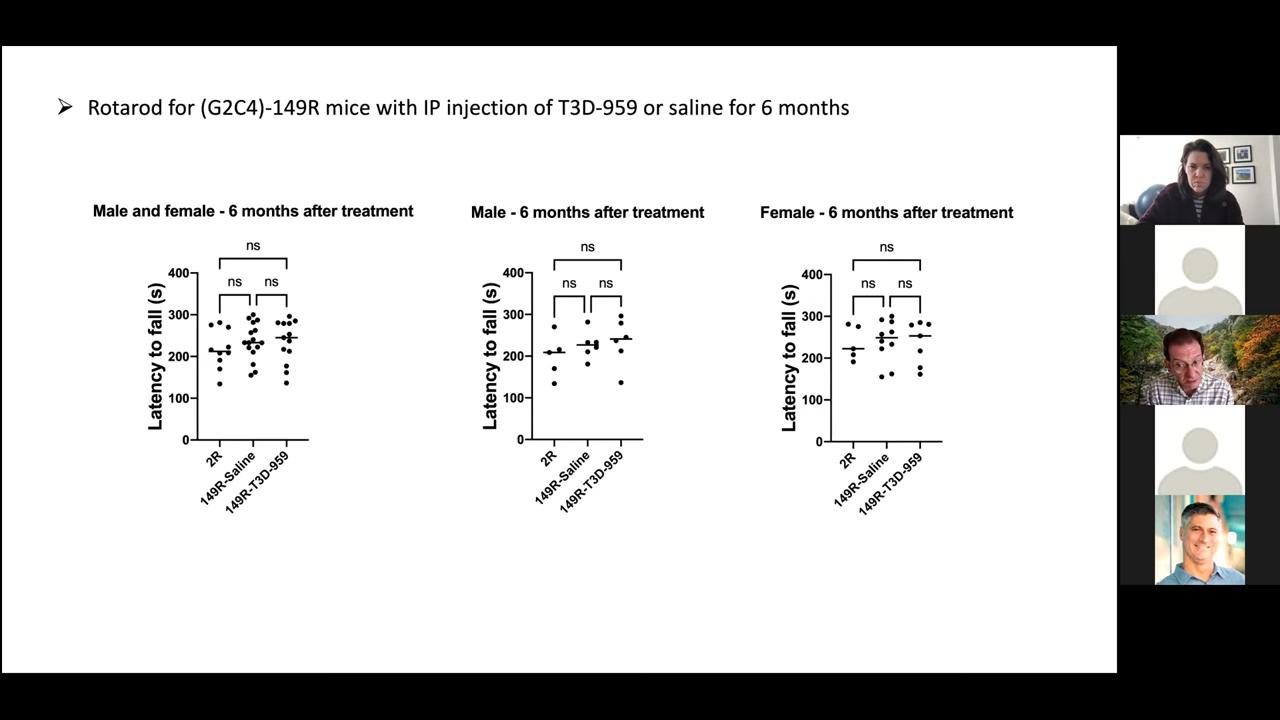 ➢ Rotarod for (G2C4)-149R mice with IP injection of T3D-959 or saline for 6 months
Male and female - 6 months after treatment
ns
ns ns
Latency to fall (s)
400
300
200
100
0
2R
149R-Saline
149R-T3D-959
Male - 6 months after treatment
ns
ns ns
Latency to fall (s)
400
300
200
100
0
2R
149R-Saline
149R-T3D-959
Female - 6 months after treatment
ns
ns ns
Latency to fall (s)
400
300
200
100
0
2R
149R-Saline
149R-T3D-959